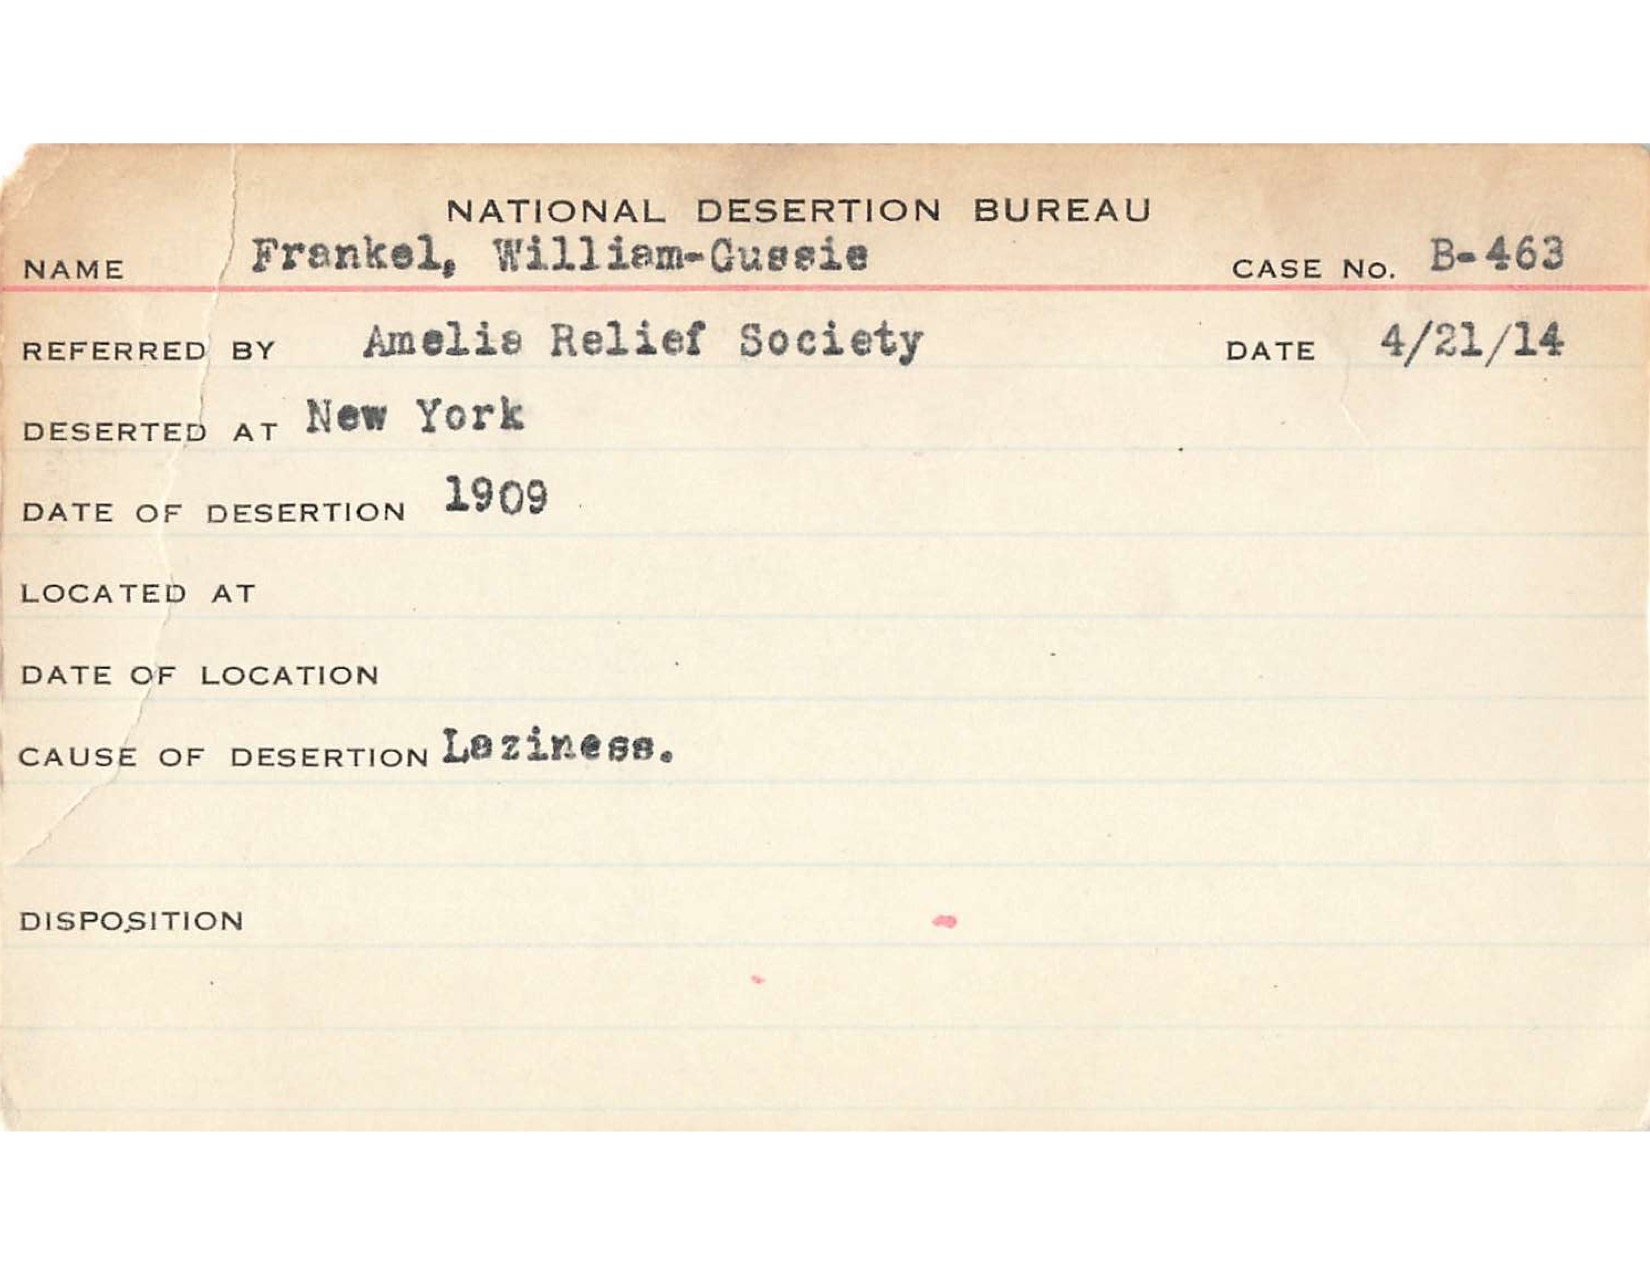 NATIONAL DESERTION BUREAU
NAME Frankel, William-Gussie CASE No. B-463
REFERRED BY Amelia Relief Society DATE 4/21/14
DESERTED AT New York
DATE OF DESERTION 1909
LOCATED AT
DATE OF LOCATION
CAUSE OF DESERTION Laziness.
DISPOSITION